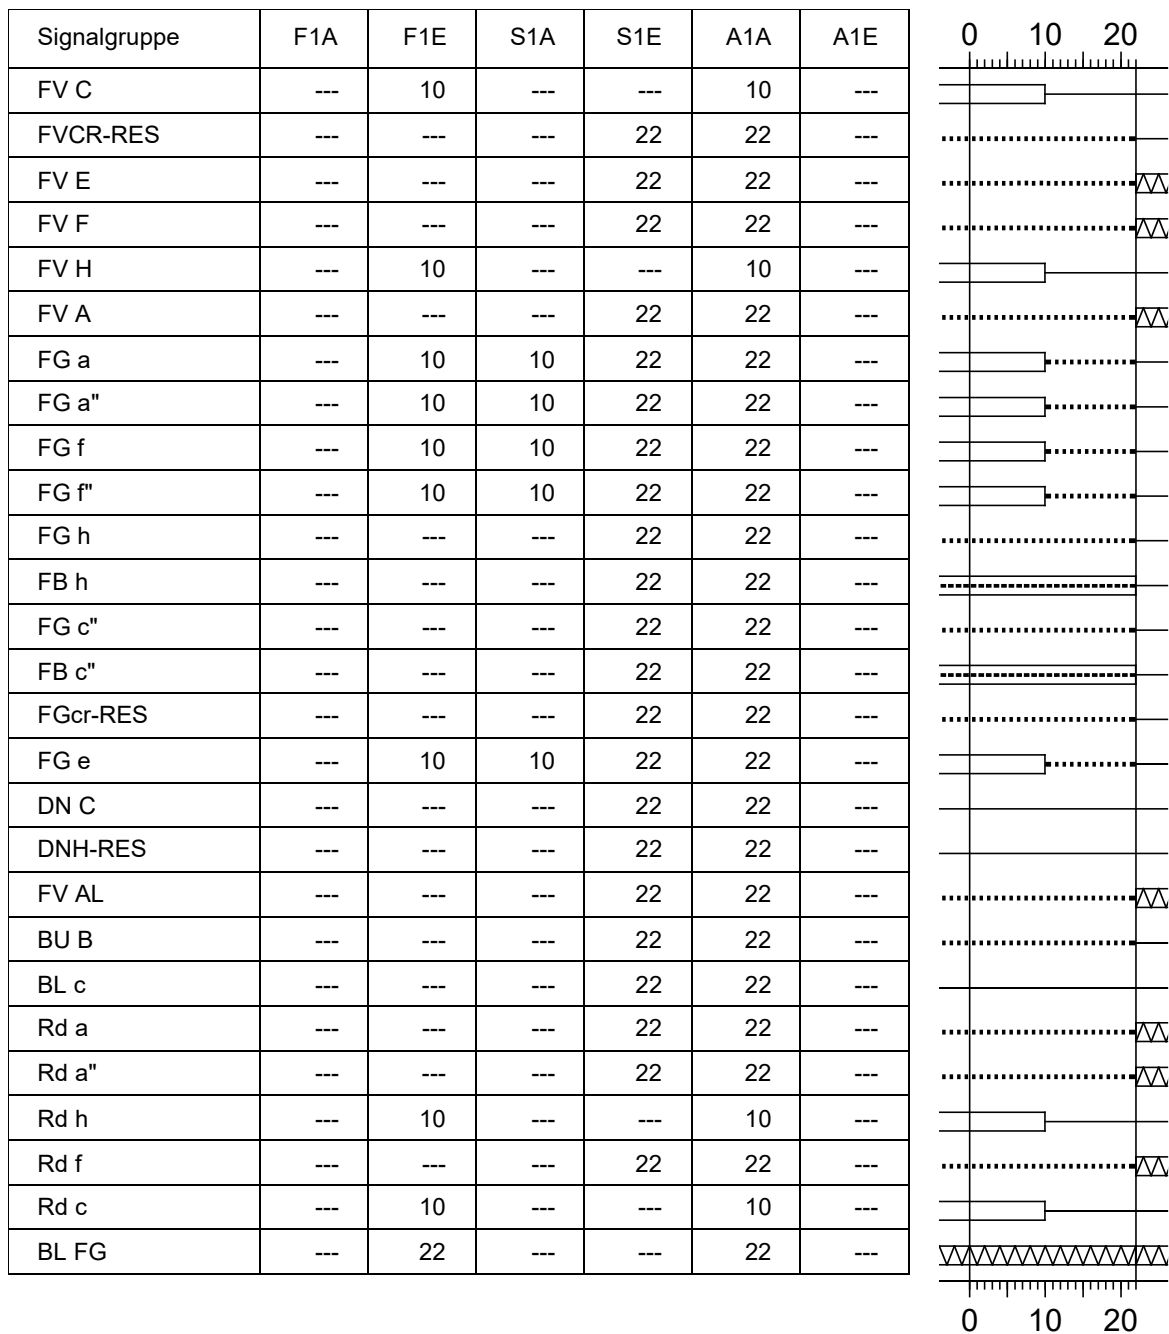 Signalgruppe F1A F1E S1A S1E A1A A1E 0 10 20
FV C --- 10 --- --- 10 ---
FVCR-RES --- --- --- 22 22 ---
FV E --- --- --- 22 22 ---
FV F --- --- --- 22 22 ---
FV H --- 10 --- --- 10 ---
FV A --- --- --- 22 22 ---
FG a --- 10 10 22 22 ---
FG a" --- 10 10 22 22 ---
FG f --- 10 10 22 22 ---
FG f" --- 10 10 22 22 ---
FG h --- --- --- 22 22 ---
FB h --- --- --- 22 22 ---
FG c" --- --- --- 22 22 ---
FB c" --- --- --- 22 22 ---
FGcr-RES --- --- --- 22 22 ---
FG e --- 10 10 22 22 ---
DN C --- --- --- 22 22 ---
DNH-RES --- --- --- 22 22 ---
FV AL --- --- --- 22 22 ---
BU B --- --- --- 22 22 ---
BL c --- --- --- 22 22 ---
Rd a --- --- --- 22 22 ---
Rd a" --- --- --- 22 22 ---
Rd h --- 10 --- --- 10 ---
Rd f --- --- --- 22 22 ---
Rd c --- 10 --- --- 10 ---
BL FG --- 22 --- --- 22 ---
0 10 20